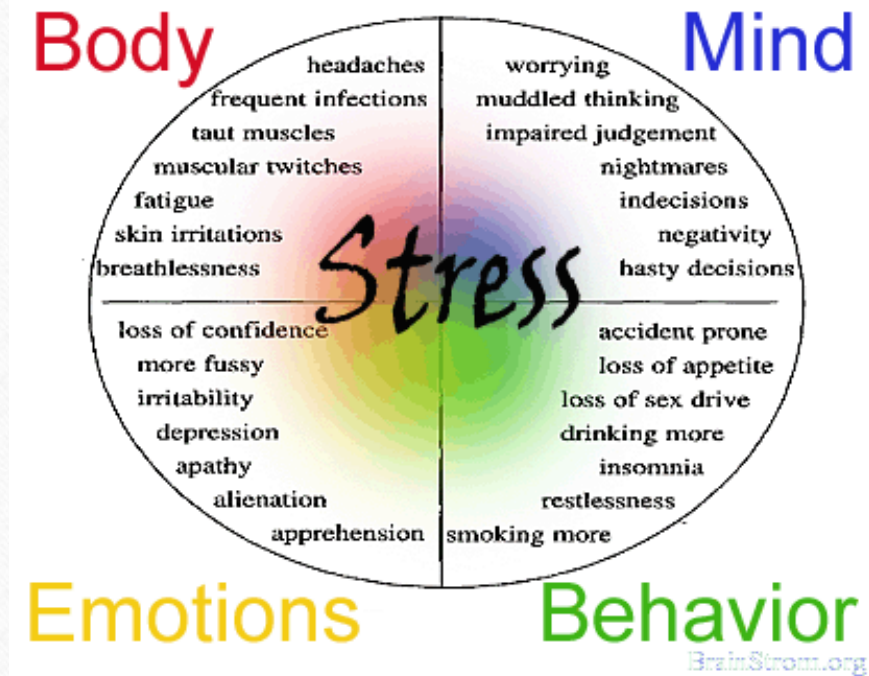 Body
Mind
headaches
frequent infections
taut muscles
muscular twitches
fatigue
skin irritations
breathlessness
worrying
muddled thinking
impaired judgement
nightmares
indecisions
negativity
hasty decisions
Stress
loss of confidence
more fussy
irritability
depression
apathy
alienation
apprehension
accident prone
loss of appetite
loss of sex drive
drinking more
insomnia
restlessness
smoking more
Emotions
Behavior
BrainStrom.org